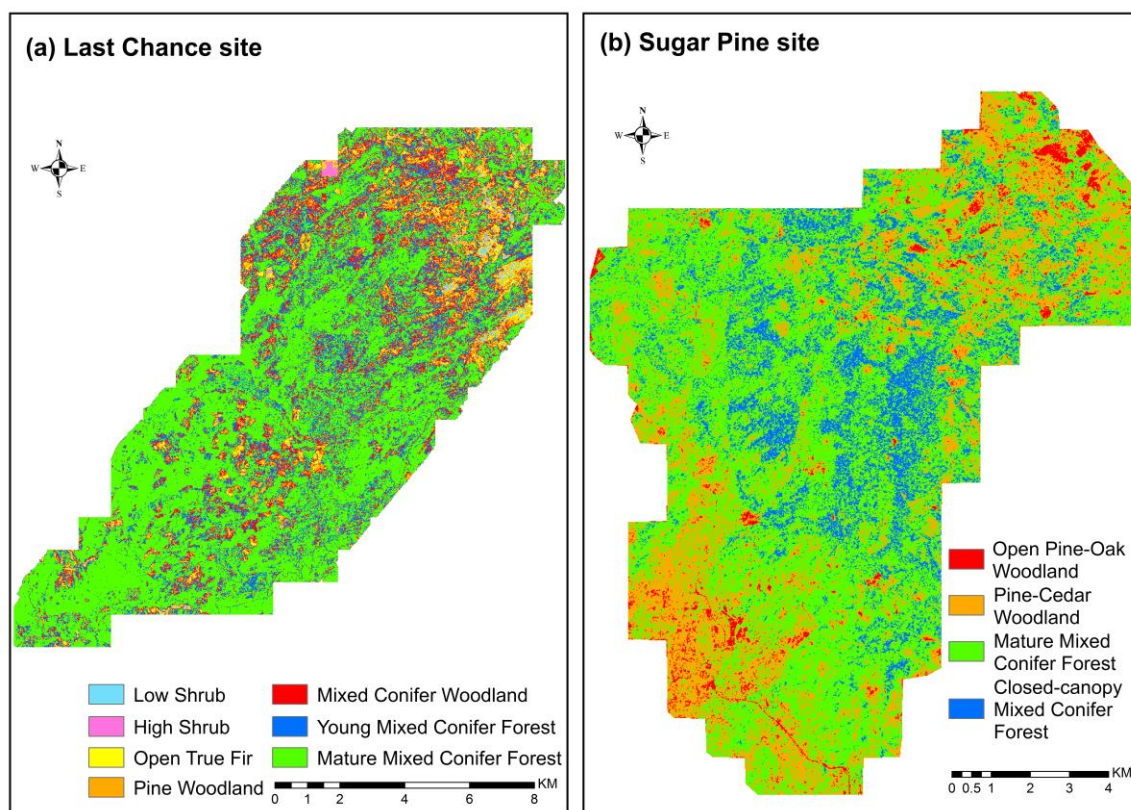 (a) Last Chance site
N
W E
S
Low Shrub
High Shrub
Open True Fir
Pine Woodland
Mixed Conifer Woodland
Young Mixed Conifer Forest
Mature Mixed Conifer Forest
KM
0 1 2 4 6 8
(b) Sugar Pine site
N
W E
S
Open Pine-Oak
Woodland
Pine-Cedar
Woodland
Mature Mixed
Conifer Forest
Closed-canopy
Mixed Conifer
Forest
KM
0 0.5 1 2 3 4